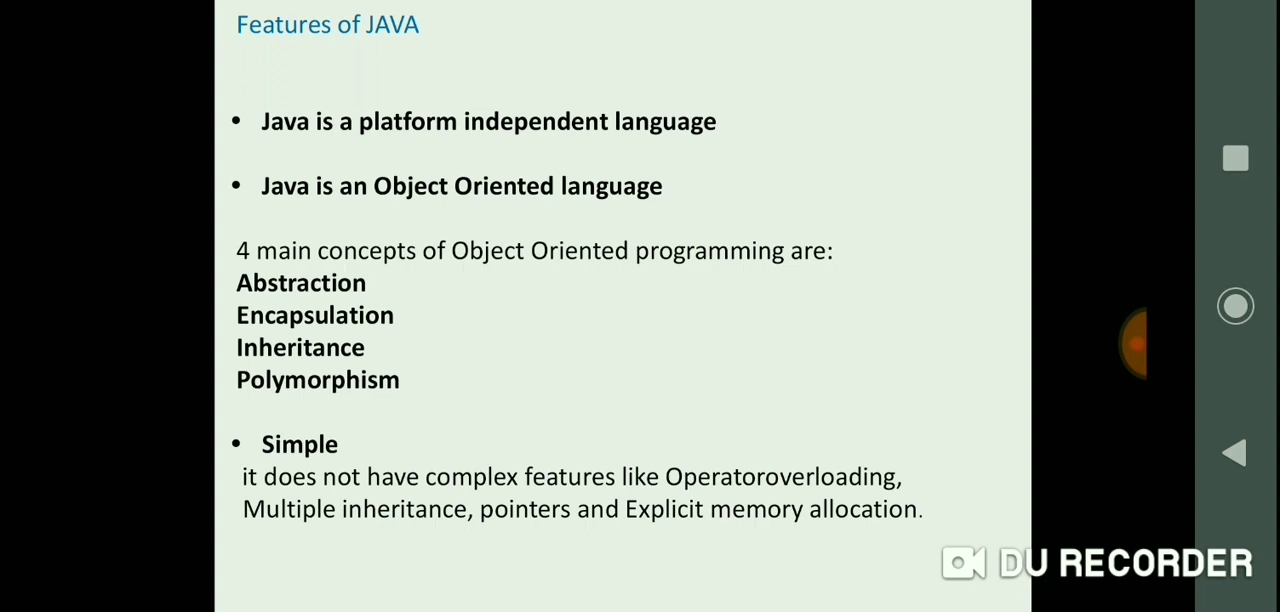 Features of JAVA
• Java is a platform independent language
• Java is an Object Oriented language
4 main concepts of Object Oriented programming are:
Abstraction
Encapsulation
Inheritance
Polymorphism
• Simple
it does not have complex features like Operatoroverloading,
Multiple inheritance, pointers and Explicit memory allocation.
DU RECORDER